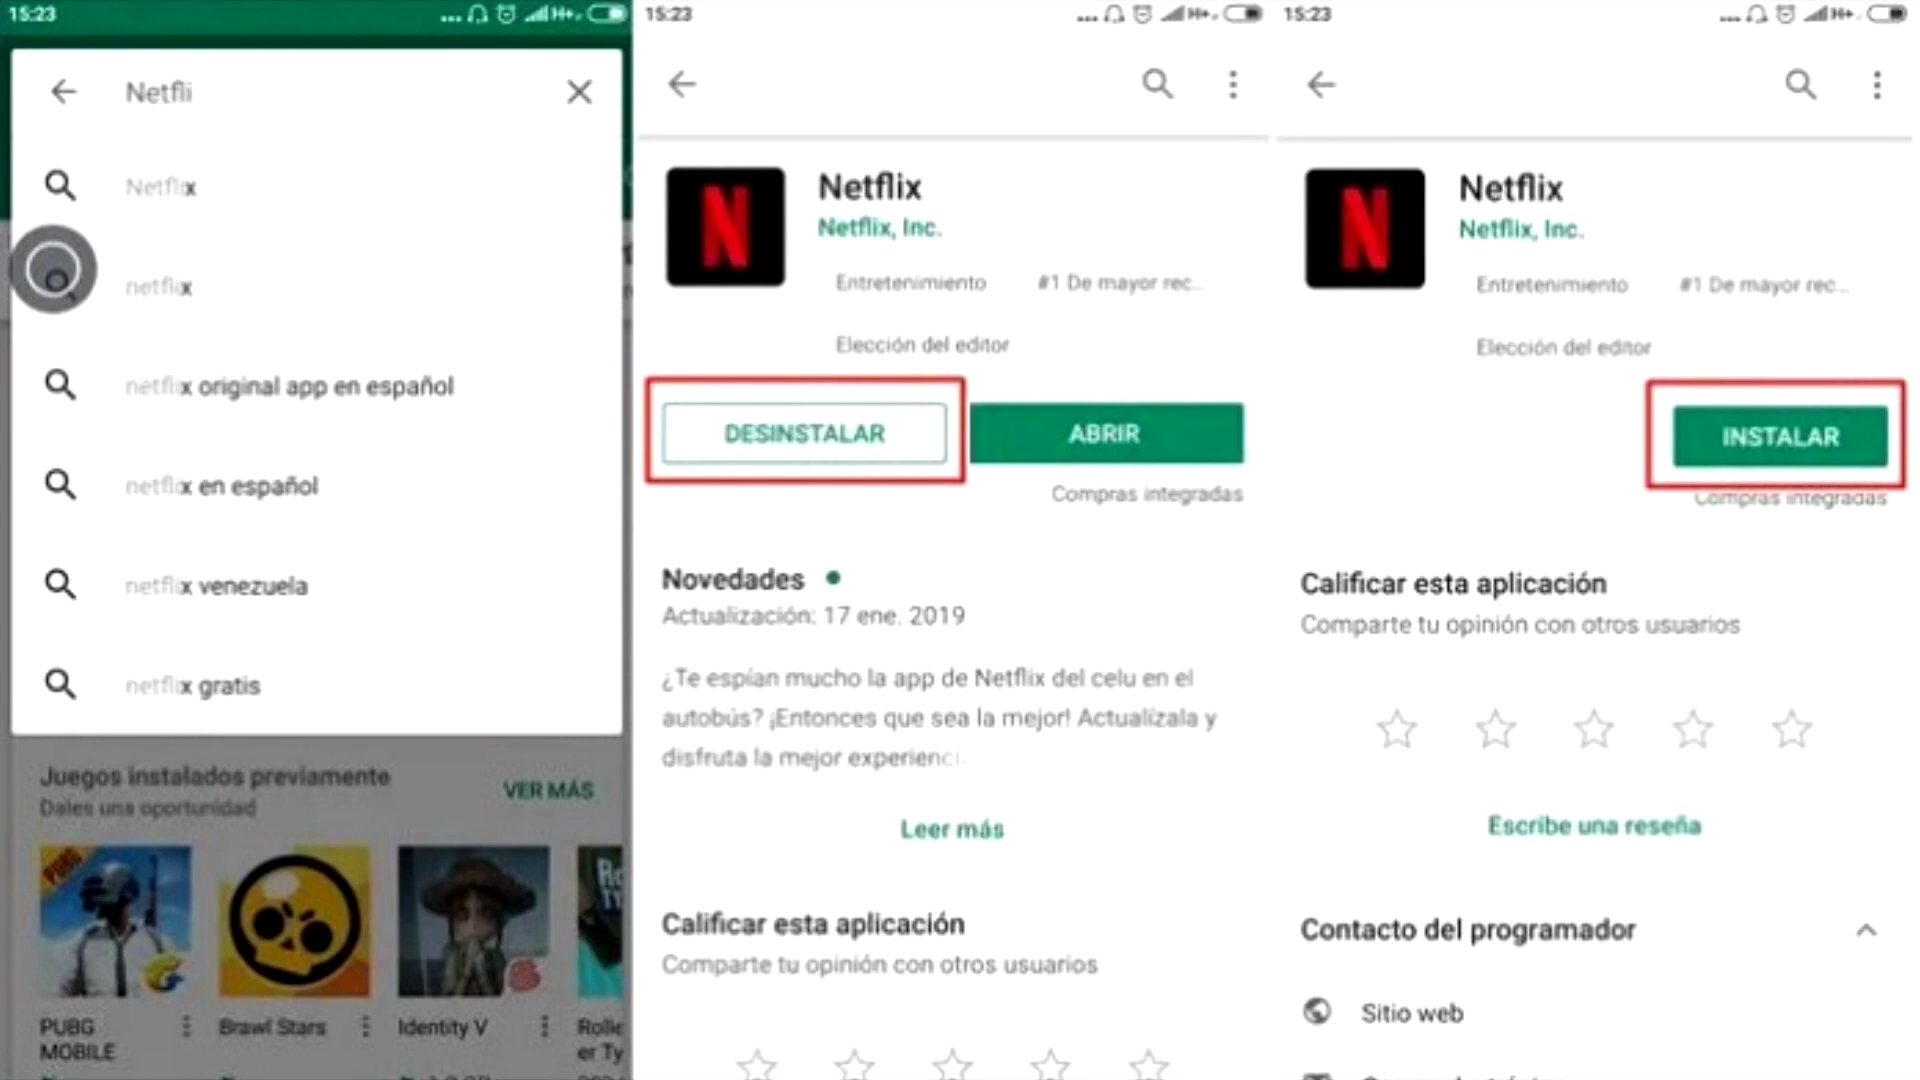 15:23
H+
Netfli
Netflix
netflix
netflix original app en español
netflix en español
netflix venezuela
netflix gratis
Juegos instalados previamente
Dales una oportunidad
VER MÁS
PUBG
PUBG
MOBILE
Brawl Stars
Identity V
Rolle
er Ty
15:23
H+
Netflix
Netflix, Inc.
Entretenimiento #1 De mayor rec...
Elección del editor
DESINSTALAR
ABRIR
Compras integradas
Novedades
Actualización: 17 ene. 2019
¿Te espían mucho la app de Netflix del celu en el
autobús? ¡Entonces que sea la mejor! Actualízala y
disfruta la mejor experienci
Leer más
Calificar esta aplicación
Comparte tu opinión con otros usuarios
15:23
H+
Netflix
Netflix, Inc.
Entretenimiento #1 De mayor rec...
Elección del editor
INSTALAR
Compras integradas
Calificar esta aplicación
Comparte tu opinión con otros usuarios
Escribe una reseña
Contacto del programador
Sitio web